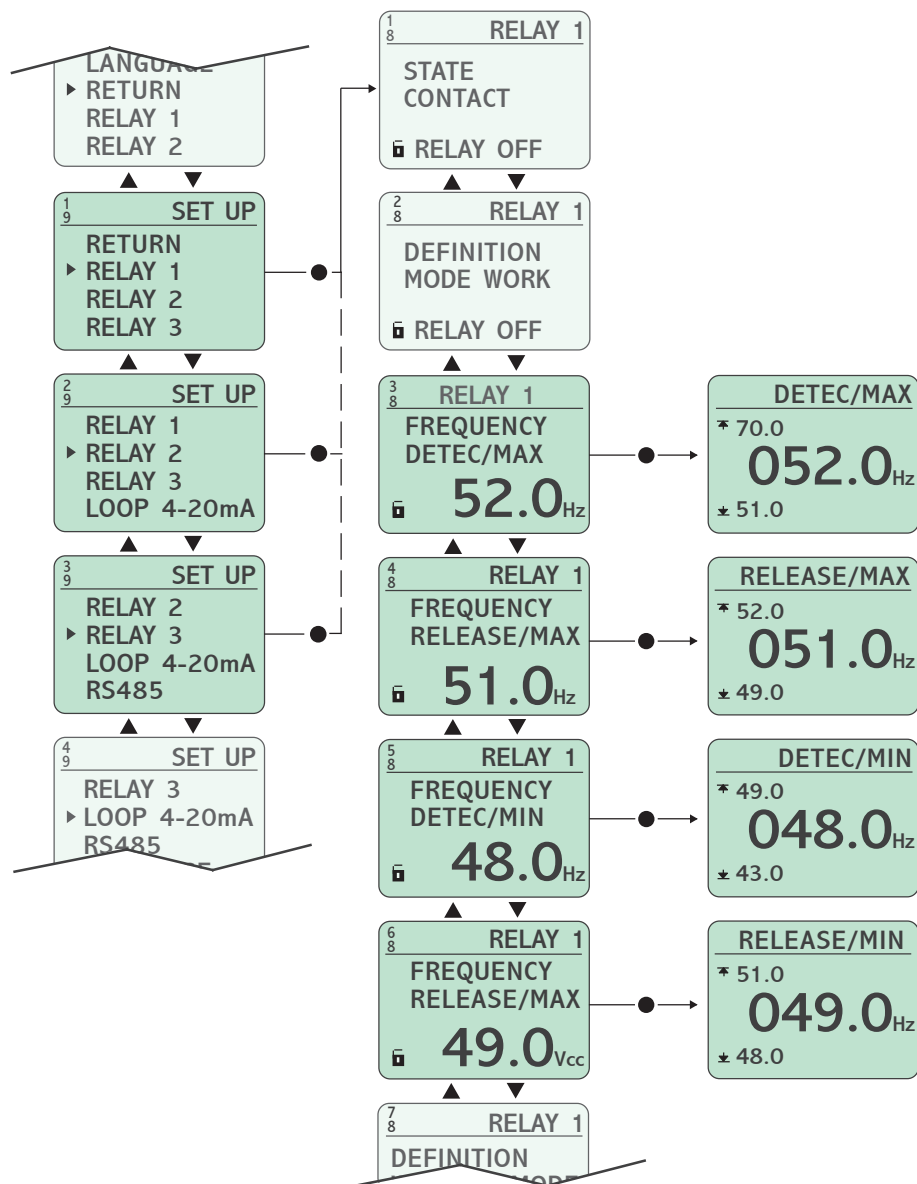 LANGUAGE
RETURN
RELAY 1
RELAY 2
1
9
SET UP
RETURN
RELAY 1
RELAY 2
RELAY 3
2
9
SET UP
RELAY 1
RELAY 2
RELAY 3
LOOP 4-20mA
3
9
SET UP
RELAY 2
RELAY 3
LOOP 4-20mA
RS485
4
9
SET UP
RELAY 3
LOOP 4-20mA
RS485
1
8
RELAY 1
STATE
CONTACT
RELAY OFF
2
8
RELAY 1
DEFINITION
MODE WORK
RELAY OFF
3
8
RELAY 1
FREQUENCY
DETEC/MAX
52.0Hz
4
8
RELAY 1
FREQUENCY
RELEASE/MAX
51.0Hz
5
8
RELAY 1
FREQUENCY
DETEC/MIN
48.0Hz
6
8
RELAY 1
FREQUENCY
RELEASE/MAX
49.0Vcc
7
8
RELAY 1
DEFINITION
DETEC/MAX
70.0
052.0Hz
51.0
RELEASE/MAX
52.0
051.0Hz
49.0
DETEC/MIN
49.0
048.0Hz
43.0
RELEASE/MIN
51.0
049.0Hz
48.0